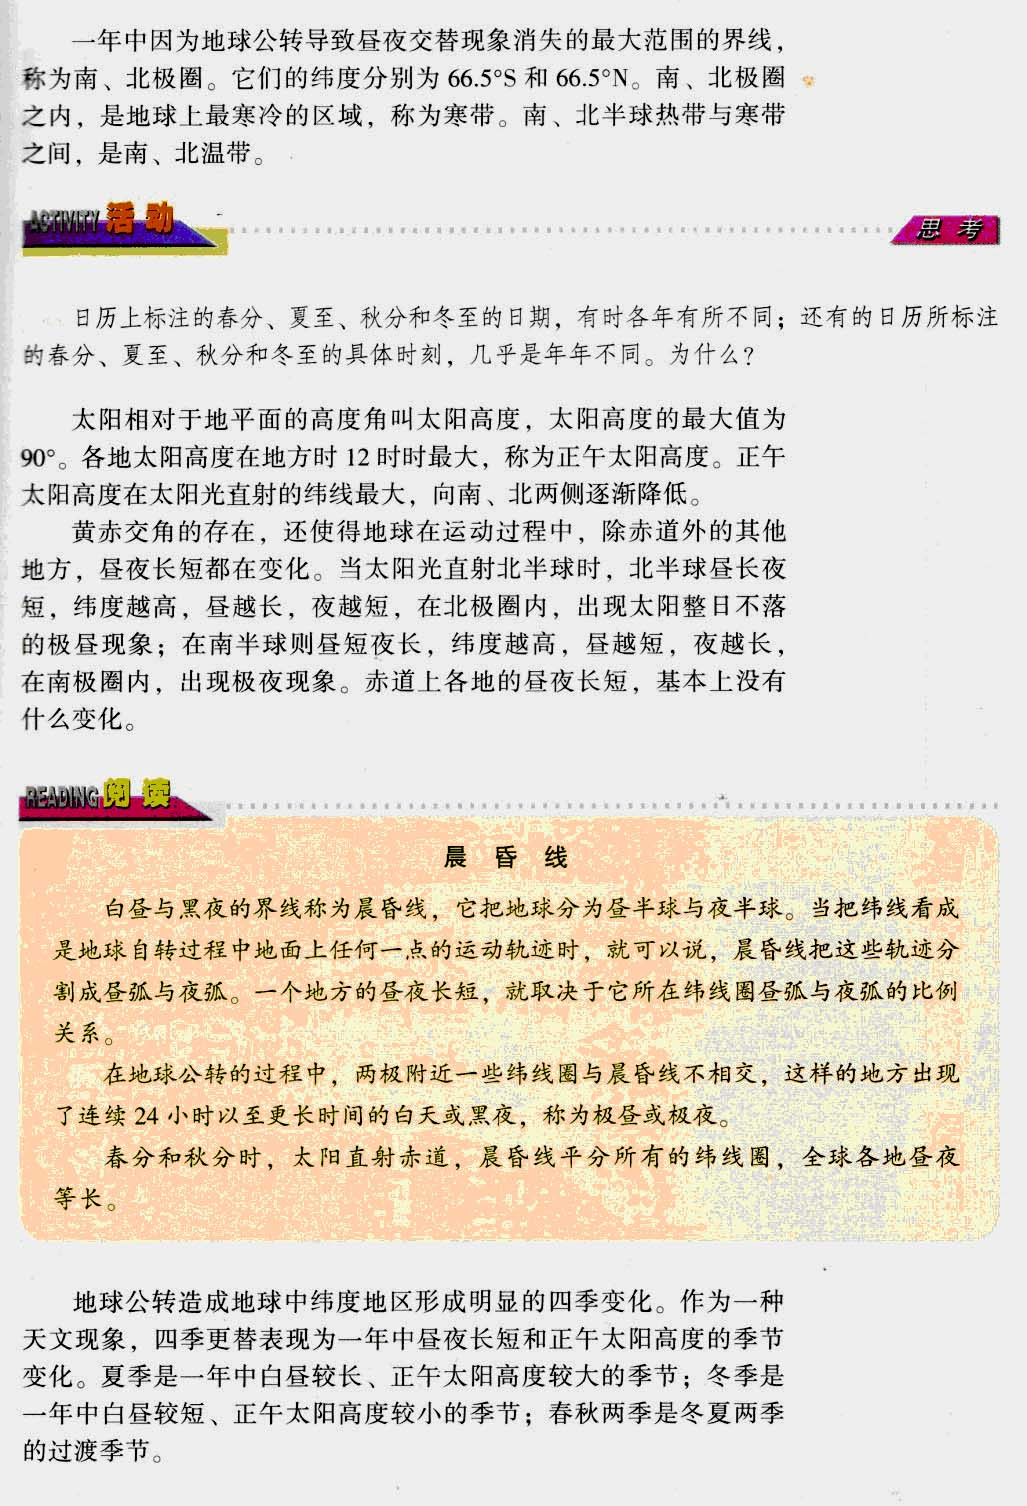 一年中因为地球公转导致昼夜交替现象消失的最大范围的界线，
称为南、北极圈。它们的纬度分别为 66.5°S 和 66.5°N。南、北极圈
之内，是地球上最寒冷的区域，称为寒带。南、北半球热带与寒带
之间，是南、北温带。
ACTIVITY 活动
思考
日历上标注的春分、夏至、秋分和冬至的日期，有时各年有所不同；还有的日历所标注
的春分、夏至、秋分和冬至的具体时刻，几乎是年年不同。为什么？
太阳相对于地平面的高度角叫太阳高度，太阳高度的最大值为
90°。各地太阳高度在地方时 12 时时最大，称为正午太阳高度。正午
太阳高度在太阳光直射的纬线最大，向南、北两侧逐渐降低。
黄赤交角的存在，还使得地球在运动过程中，除赤道外的其他
地方，昼夜长短都在变化。当太阳光直射北半球时，北半球昼长夜
短，纬度越高，昼越长，夜越短，在北极圈内，出现太阳整日不落
的极昼现象；在南半球则昼短夜长，纬度越高，昼越短，夜越长，
在南极圈内，出现极夜现象。赤道上各地的昼夜长短，基本上没有
什么变化。
READING 阅读
晨昏线
白昼与黑夜的界线称为晨昏线，它把地球分为昼半球与夜半球。当把纬线看成
是地球自转过程中地面上任何一点的运动轨迹时，就可以说，晨昏线把这些轨迹分
割成昼弧与夜弧。一个地方的昼夜长短，就取决于它所在纬线圈昼弧与夜弧的比例
关系。
在地球公转的过程中，两极附近一些纬线圈与晨昏线不相交，这样的地方出现
了连续 24 小时以至更长时间的白天或黑夜，称为极昼或极夜。
春分和秋分时，太阳直射赤道，晨昏线平分所有的纬线圈，全球各地昼夜
等长。
地球公转造成地球中纬度地区形成明显的四季变化。作为一种
天文现象，四季更替表现为一年中昼夜长短和正午太阳高度的季节
变化。夏季是一年中白昼较长、正午太阳高度较大的季节；冬季是
一年中白昼较短、正午太阳高度较小的季节；春秋两季是冬夏两季
的过渡季节。